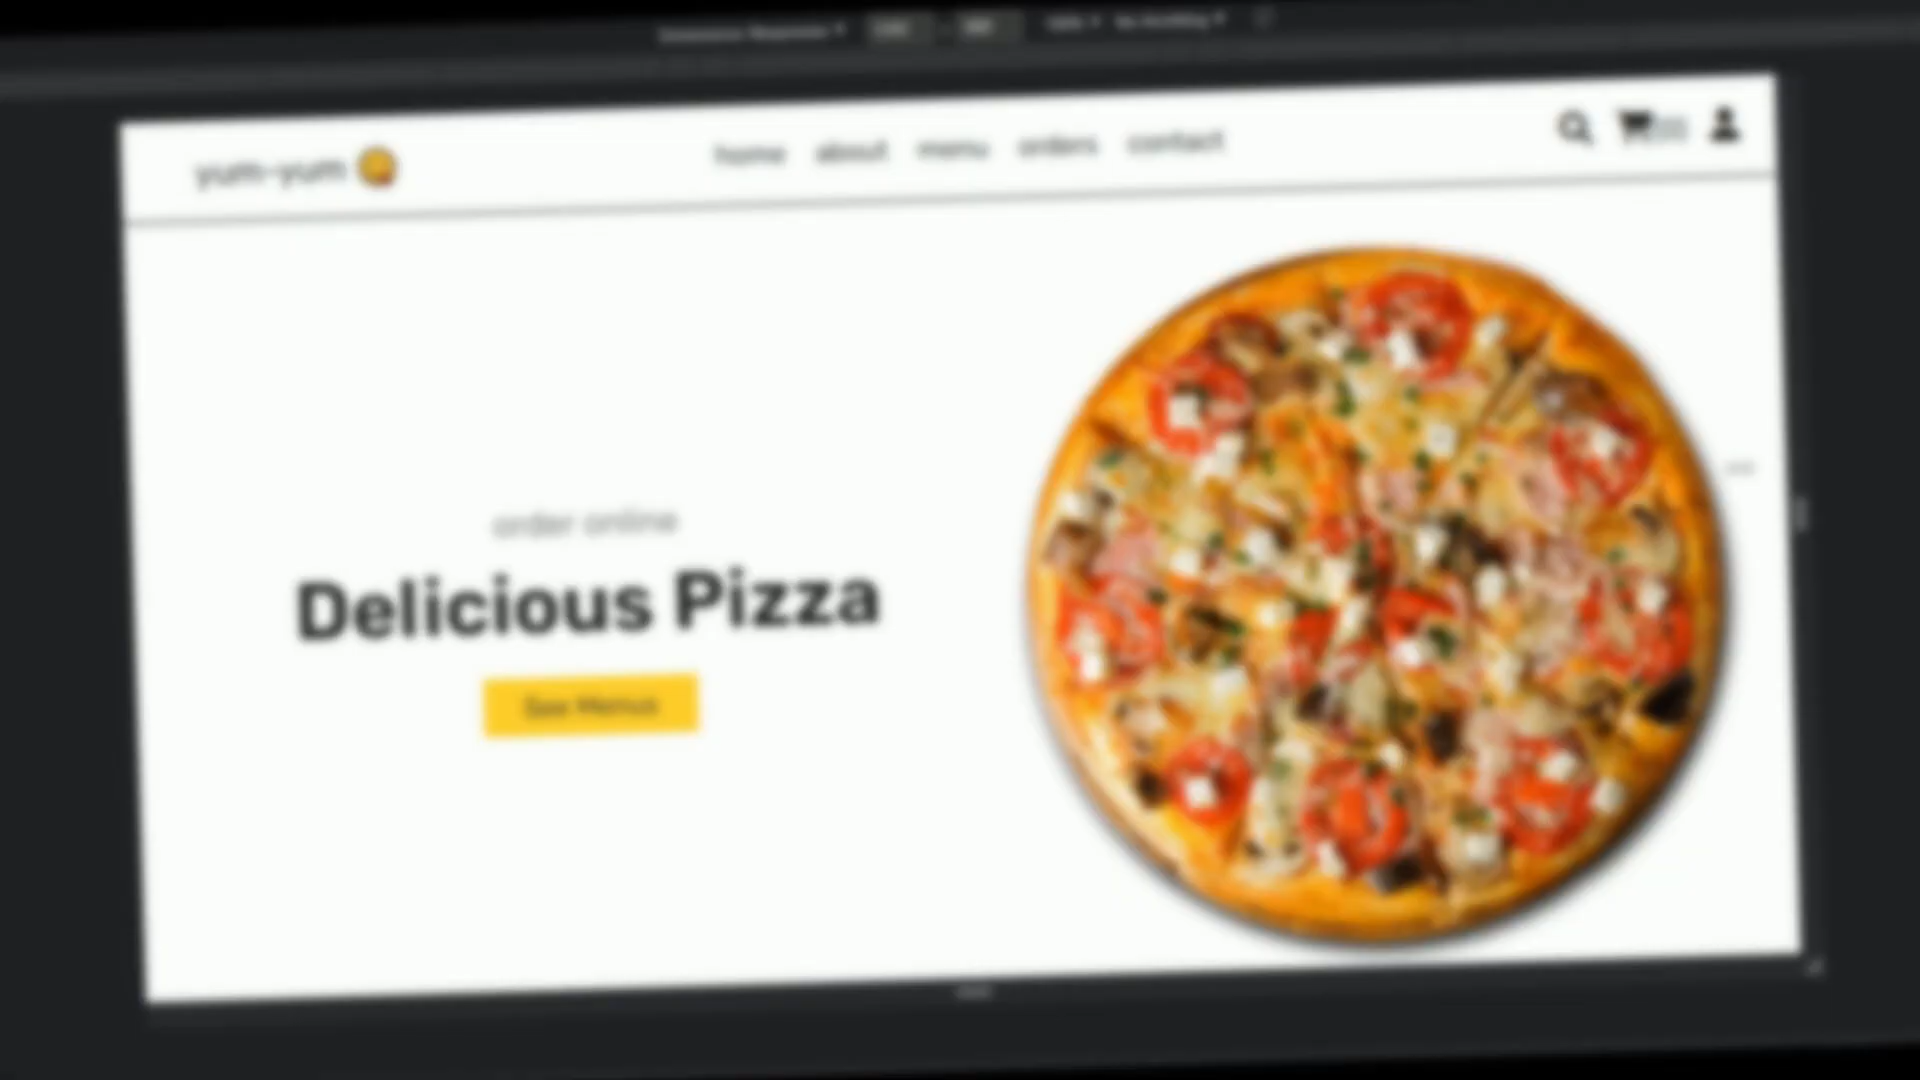 yum-yum 😋
home about menu orders contact
order online
Delicious Pizza
See Menus